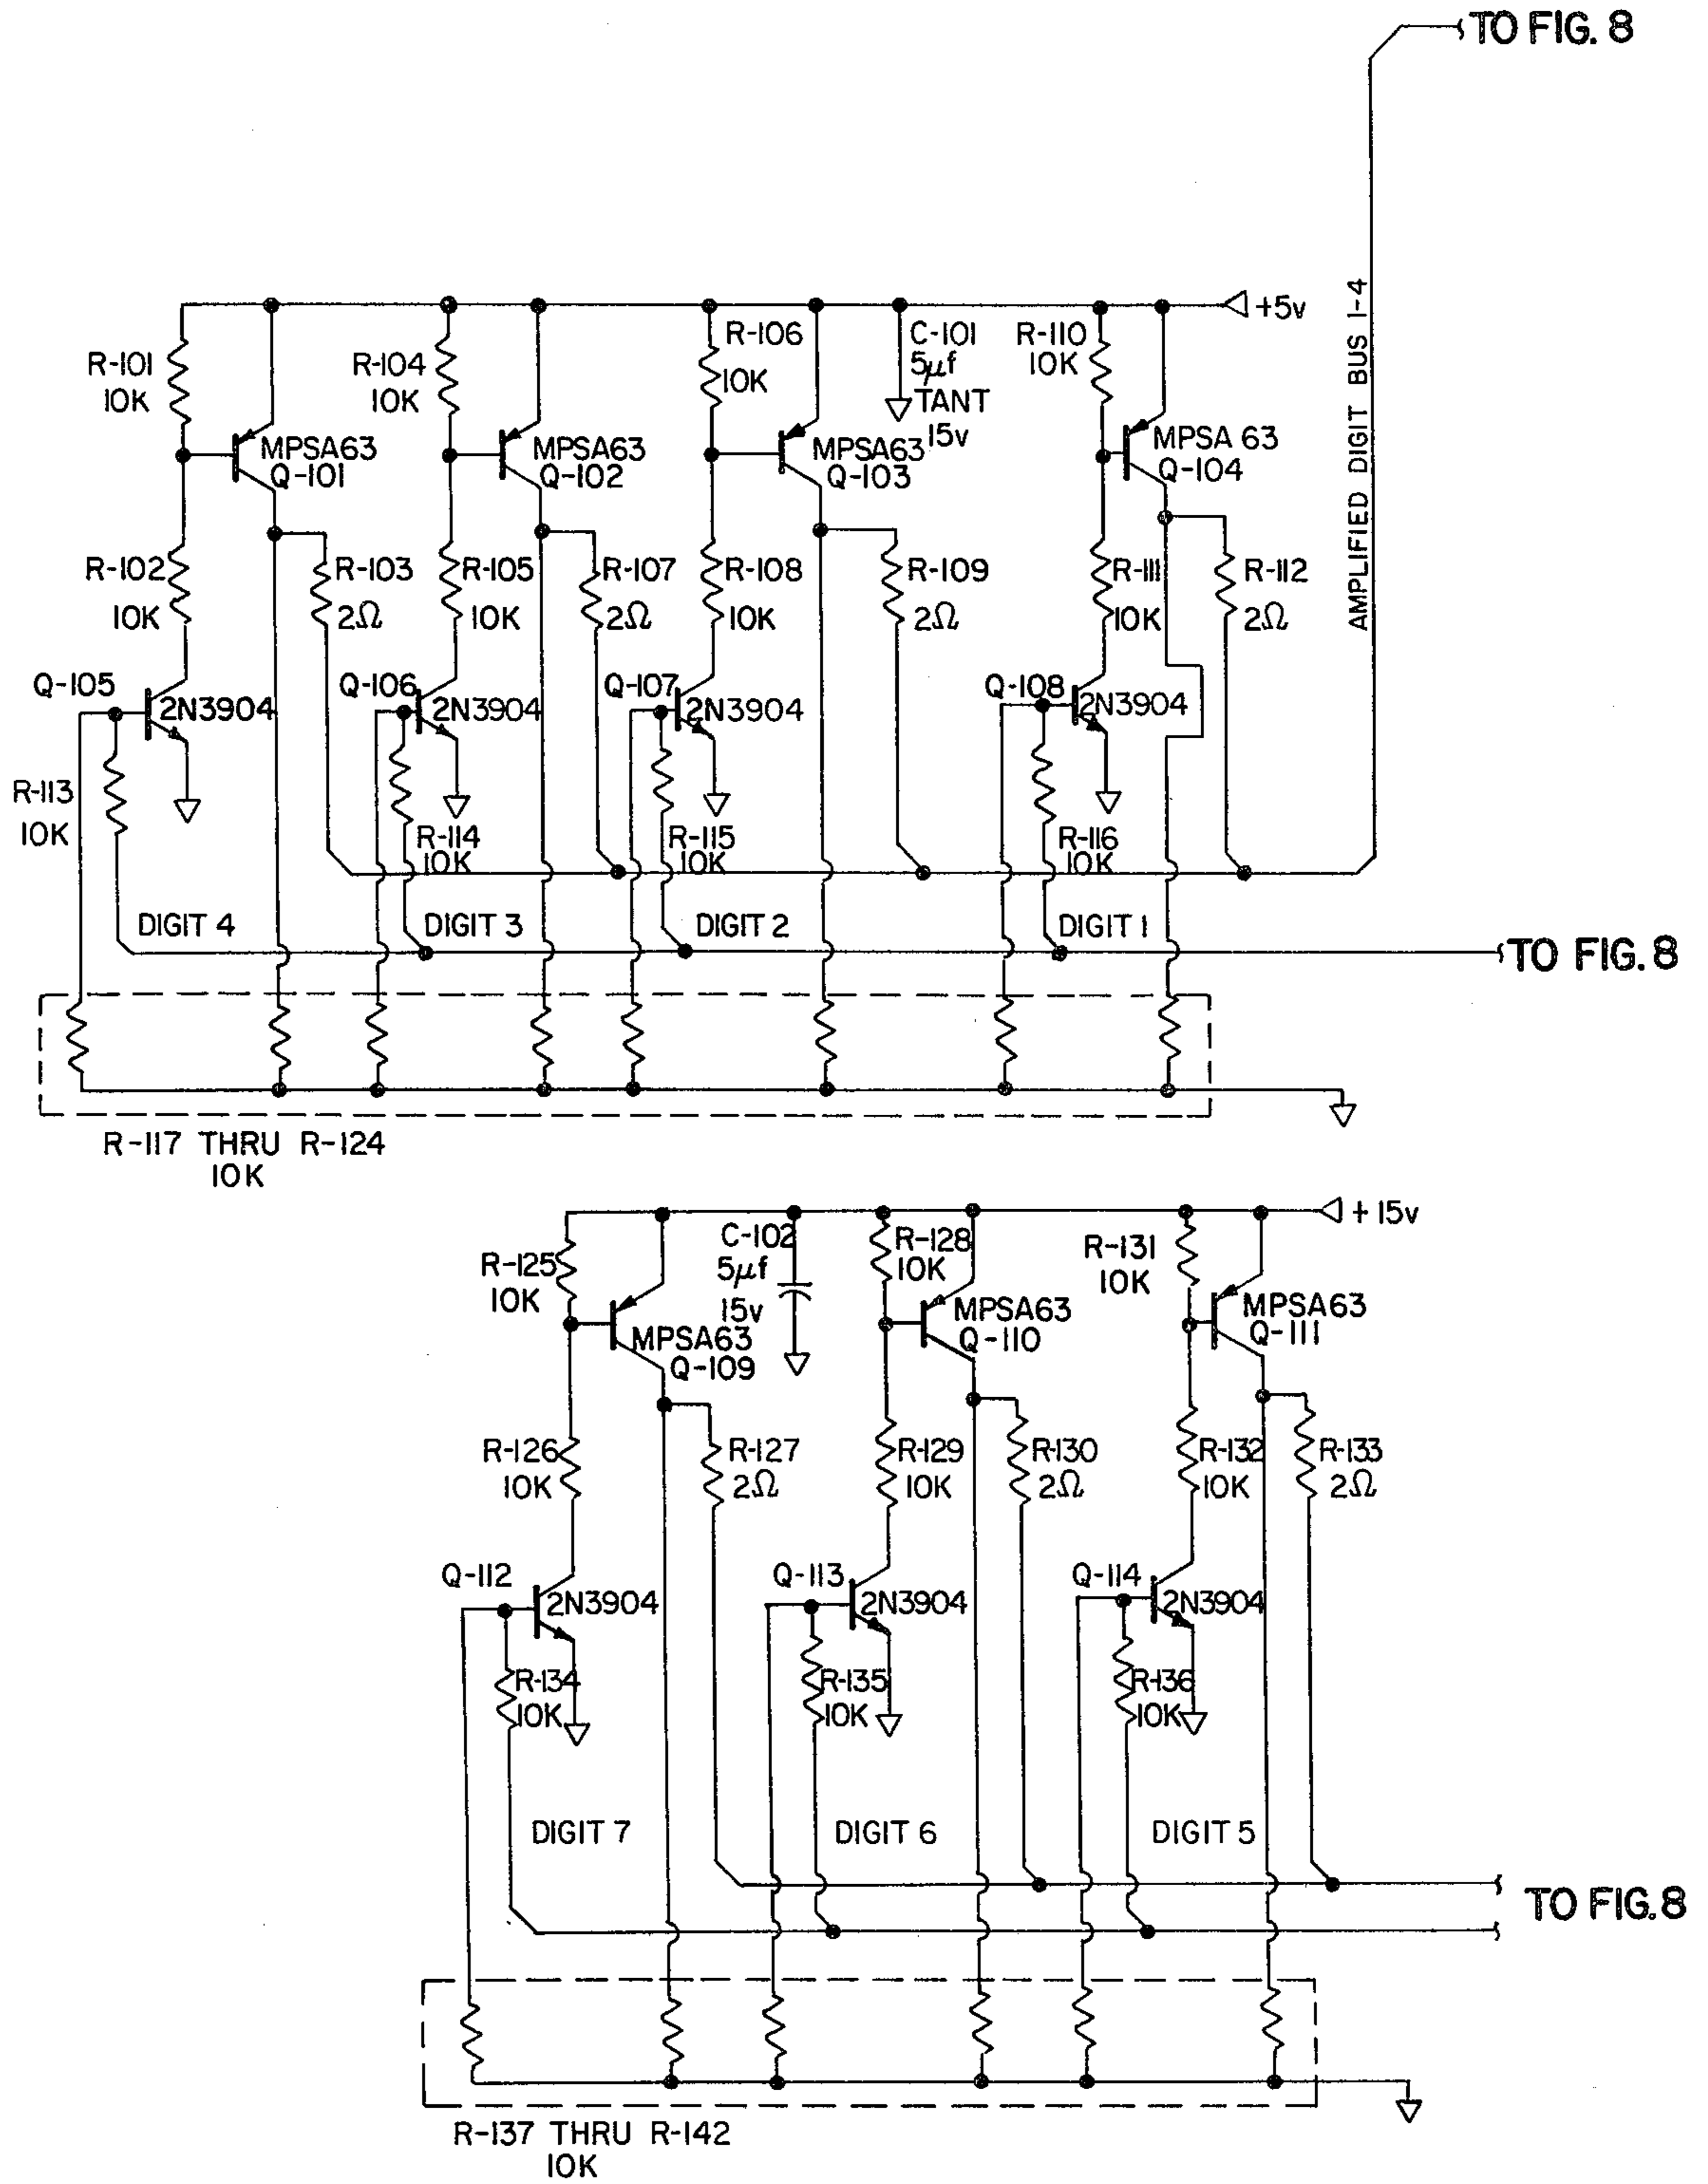 TO FIG. 8
AMPLIFIED DIGIT BUS 1-4
+5v
R-101
10K
R-104
10K
R-106
10K
C-101
5µf
TANT
15v
R-110
10K
MPSA63
Q-101
MPSA63
Q-102
MPSA63
Q-103
MPSA 63
Q-104
R-102
10K
R-103
2Ω
R-105
10K
R-107
2Ω
R-108
10K
R-109
2Ω
R-111
10K
R-112
2Ω
Q-105
2N3904
Q-106
2N3904
Q-107
2N3904
Q-108
2N3904
R-113
10K
R-114
10K
R-115
10K
R-116
10K
DIGIT 4
DIGIT 3
DIGIT 2
DIGIT 1
TO FIG. 8
R-117 THRU R-124
10K
+ 15v
R-125
10K
C-102
5µf
15v
R-128
10K
R-131
10K
MPSA63
Q-109
MPSA63
Q-110
MPSA63
Q-111
R-126
10K
R-127
2Ω
R-129
10K
R-130
2Ω
R-132
10K
R-133
2Ω
Q-112
2N3904
Q-113
2N3904
Q-114
2N3904
R-134
10K
R-135
10K
R-136
10K
DIGIT 7
DIGIT 6
DIGIT 5
TO FIG. 8
R-137 THRU R-142
10K